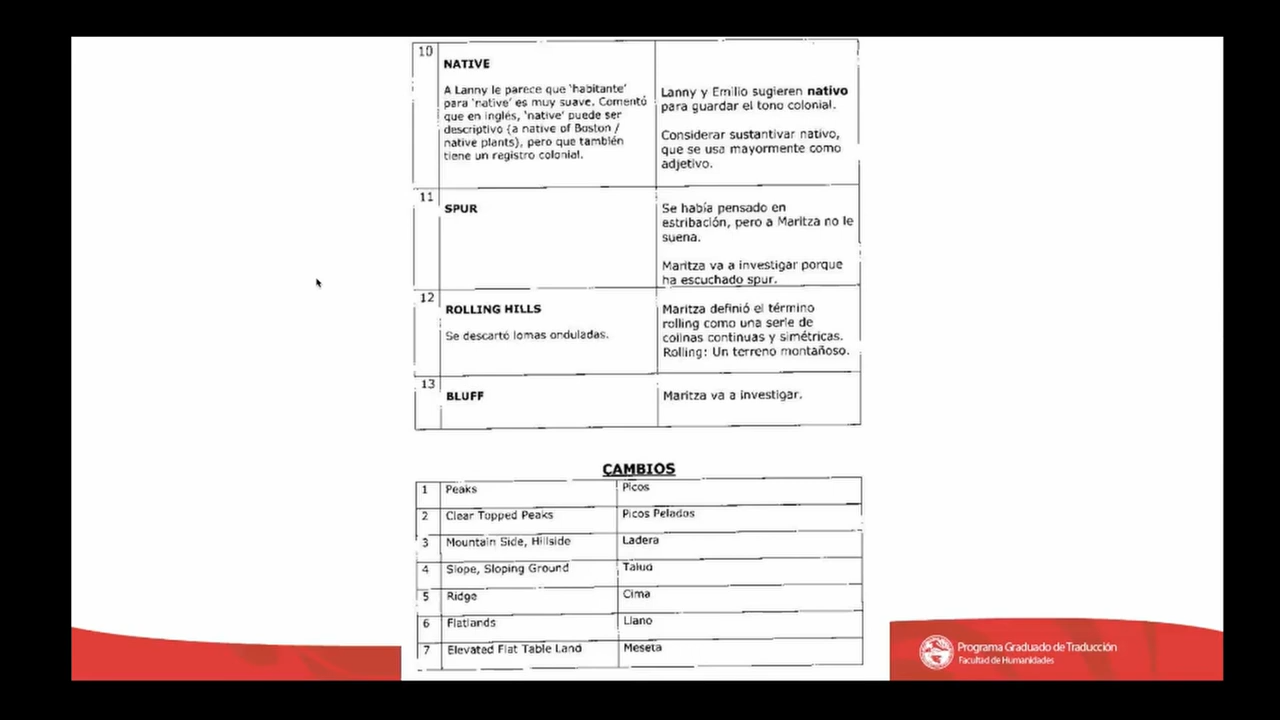 10
NATIVE
A Lanny le parece que 'habitante'
para 'native' es muy suave. Comentó
que en inglés, 'native' puede ser
descriptivo (a native of Boston /
native plants), pero que también
tiene un registro colonial.
Lanny y Emilio sugieren nativo
para guardar el tono colonial.
Considerar sustantivar nativo,
que se usa mayormente como
adjetivo.
11
SPUR
Se había pensado en
estribación, pero a Maritza no le
suena.
Maritza va a investigar porque
ha escuchado spur.
12
ROLLING HILLS
Se descartó lomas onduladas.
Maritza definió el término
rolling como una serie de
colinas continuas y simétricas.
Rolling: Un terreno montañoso.
13
BLUFF
Maritza va a investigar.
CAMBIOS
1 Peaks Picos
2 Clear Topped Peaks Picos Pelados
3 Mountain Side, Hillside Ladera
4 Slope, Sloping Ground Talud
5 Ridge Cima
6 Flatlands Llano
7 Elevated Flat Table Land Meseta
Programa Graduado de Traducción
Facultad de Humanidades